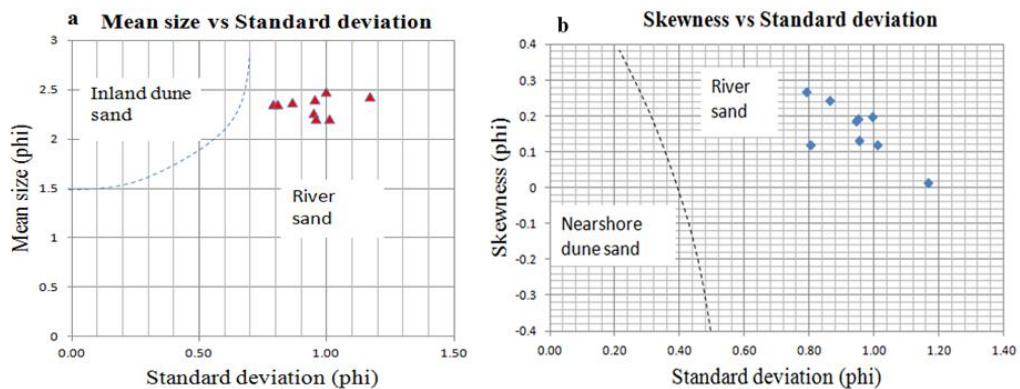 a Mean size vs Standard deviation
3
2.5
2
1.5
1
0.5
0
Mean size (phi)
Inland dune
sand
River
sand
0.00 0.50 1.00 1.50
Standard deviation (phi)
b Skewness vs Standard deviation
0.4
0.3
0.2
0.1
0
-0.1
-0.2
-0.3
-0.4
Skewness (phi)
River
sand
Nearshore
dune sand
0.00 0.20 0.40 0.60 0.80 1.00 1.20 1.40
Standard deviation (phi)